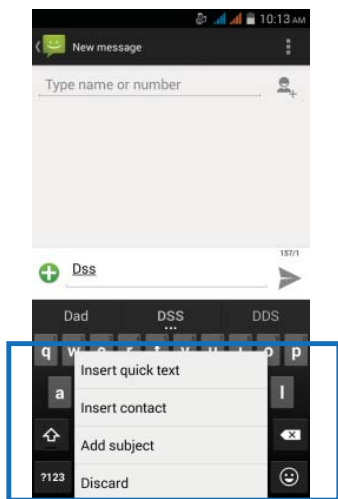 10:13 AM
New message
Type name or number
157/1
Dss
Dad DSS DDS
q w e r t y u i o p
Insert quick text
a l
Insert contact
Add subject
?123 Discard